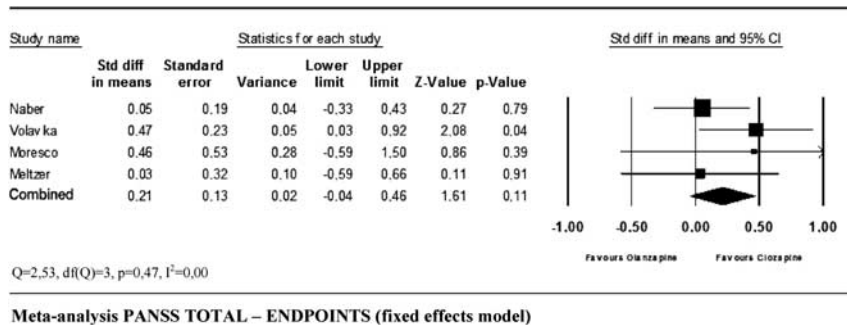 Study name Statistics for each study Std diff in means and 95% CI
Std diff Standard Lower Upper
in means error Variance limit limit Z-Value p-Value
Naber 0,05 0,19 0,04 -0,33 0,43 0,27 0,79
Volavka 0,47 0,23 0,05 0,03 0,92 2,08 0,04
Moresco 0,46 0,53 0,28 -0,59 1,50 0,86 0,39
Meltzer 0,03 0,32 0,10 -0,59 0,66 0,11 0,91
Combined 0,21 0,13 0,02 -0,04 0,46 1,61 0,11
-1.00 -0.50 0.00 0.50 1.00
Favours Olanzapine Favours Clozapine
Q=2,53, df(Q)=3, p=0,47, I²=0,00
Meta-analysis PANSS TOTAL – ENDPOINTS (fixed effects model)